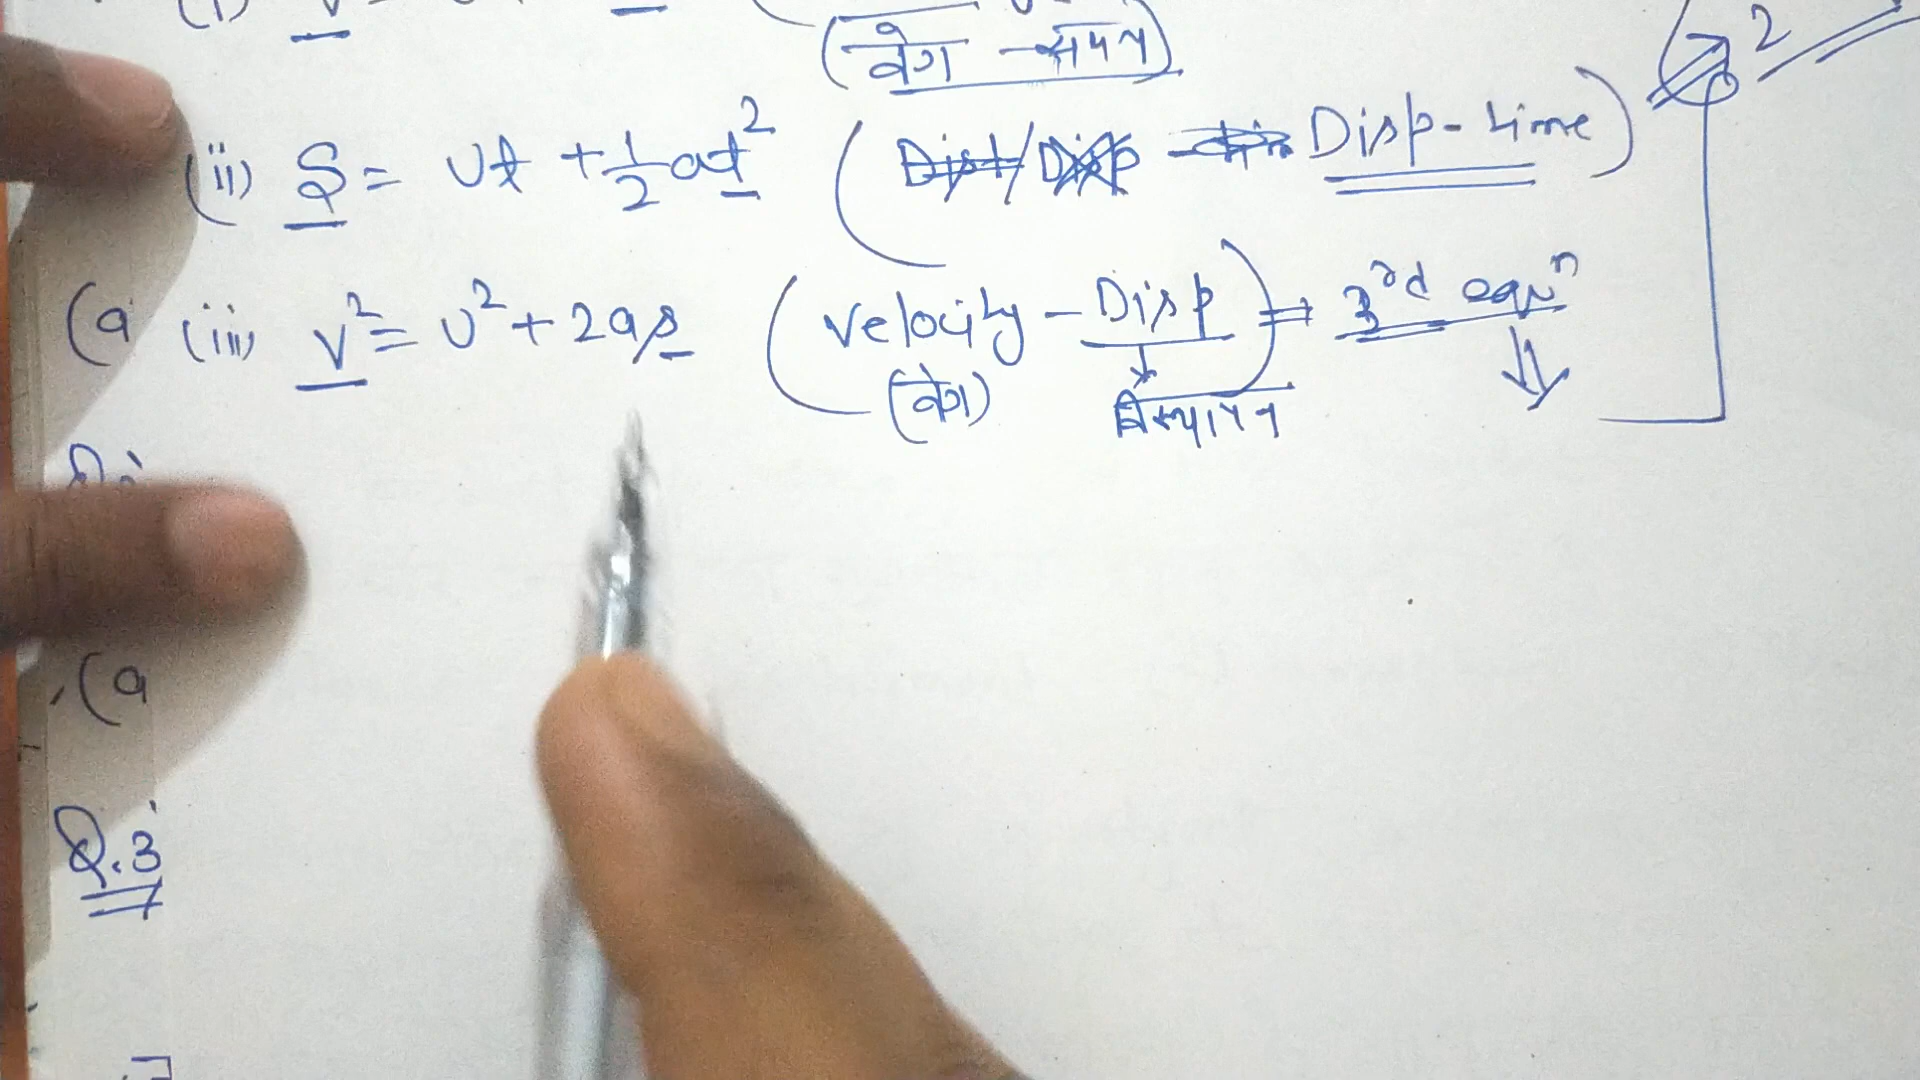 (वेग - समय)
2
(ii) S = ut + 1/2 at² (Dist/Disp Disp-time)
(a (iii) v² = u² + 2as (velocity - Disp) ⇒ 3rd eqn
(वेग) विस्थापन
(a
Q.3